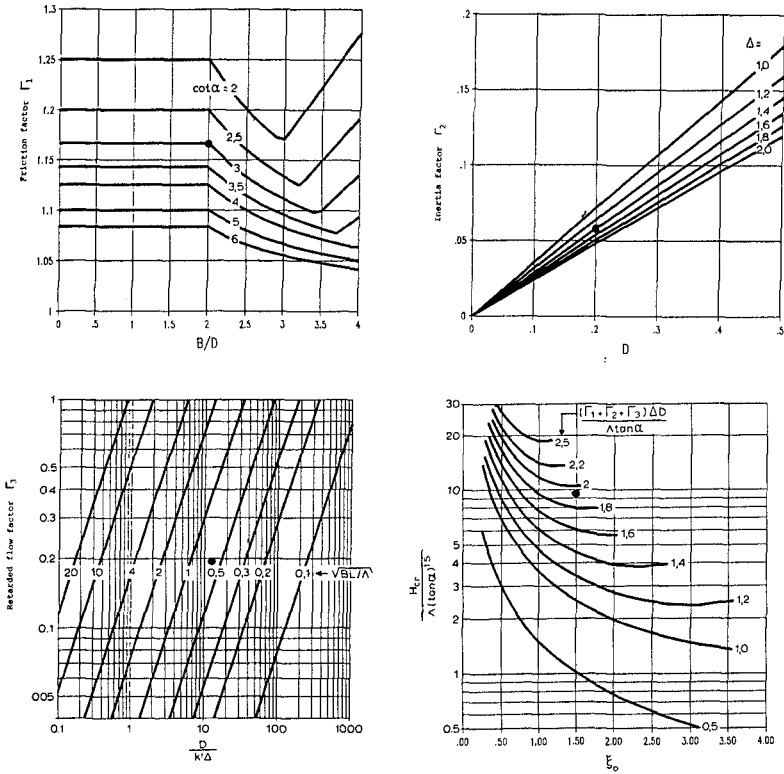 1.3
1.25
1.2
1.15
1.1
1.05
1
Friction factor Γ1
cotα=2
2,5
3
3,5
4
5
6
0 .5 1 1.5 2 2.5 3 3.5 4
B/D
.2
.15
.1
.05
0
Inertia factor Γ2
Δ=
1,0
1,2
1,4
1,6
1,8
2,0
0 .1 .2 .3 .4 .5
D
1
0.5
0.4
0.3
0.2
0.1
005
Retarded flow factor Γ3
20 10 4 2 1 0,5 0,3 0,2 0,1 ← √BL/Λ
0.1 1 10 100 1000
D
k'Δ
30
20
10
5
4
3
2
1
0.5
Hcr
Λ(tanα)^1.5
(Γ1+Γ2+Γ3)ΔD
Λtanα
2,5
2,2
2
1,8
1,6
1,4
1,2
1,0
0,5
.00 .50 1.00 1.50 2.00 2.50 3.00 3.50 4.00
ξo